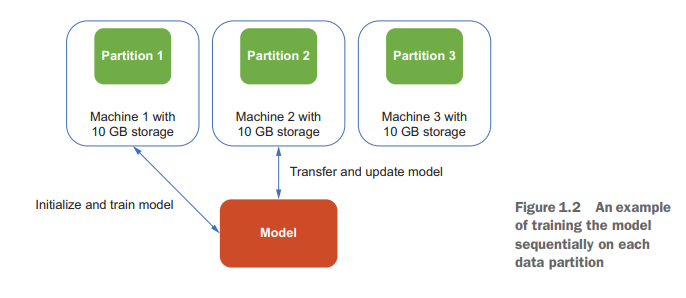 Partition 1
Partition 2
Partition 3
Machine 1 with
10 GB storage
Machine 2 with
10 GB storage
Machine 3 with
10 GB storage
Transfer and update model
Initialize and train model
Model
Figure 1.2 An example
of training the model
sequentially on each
data partition